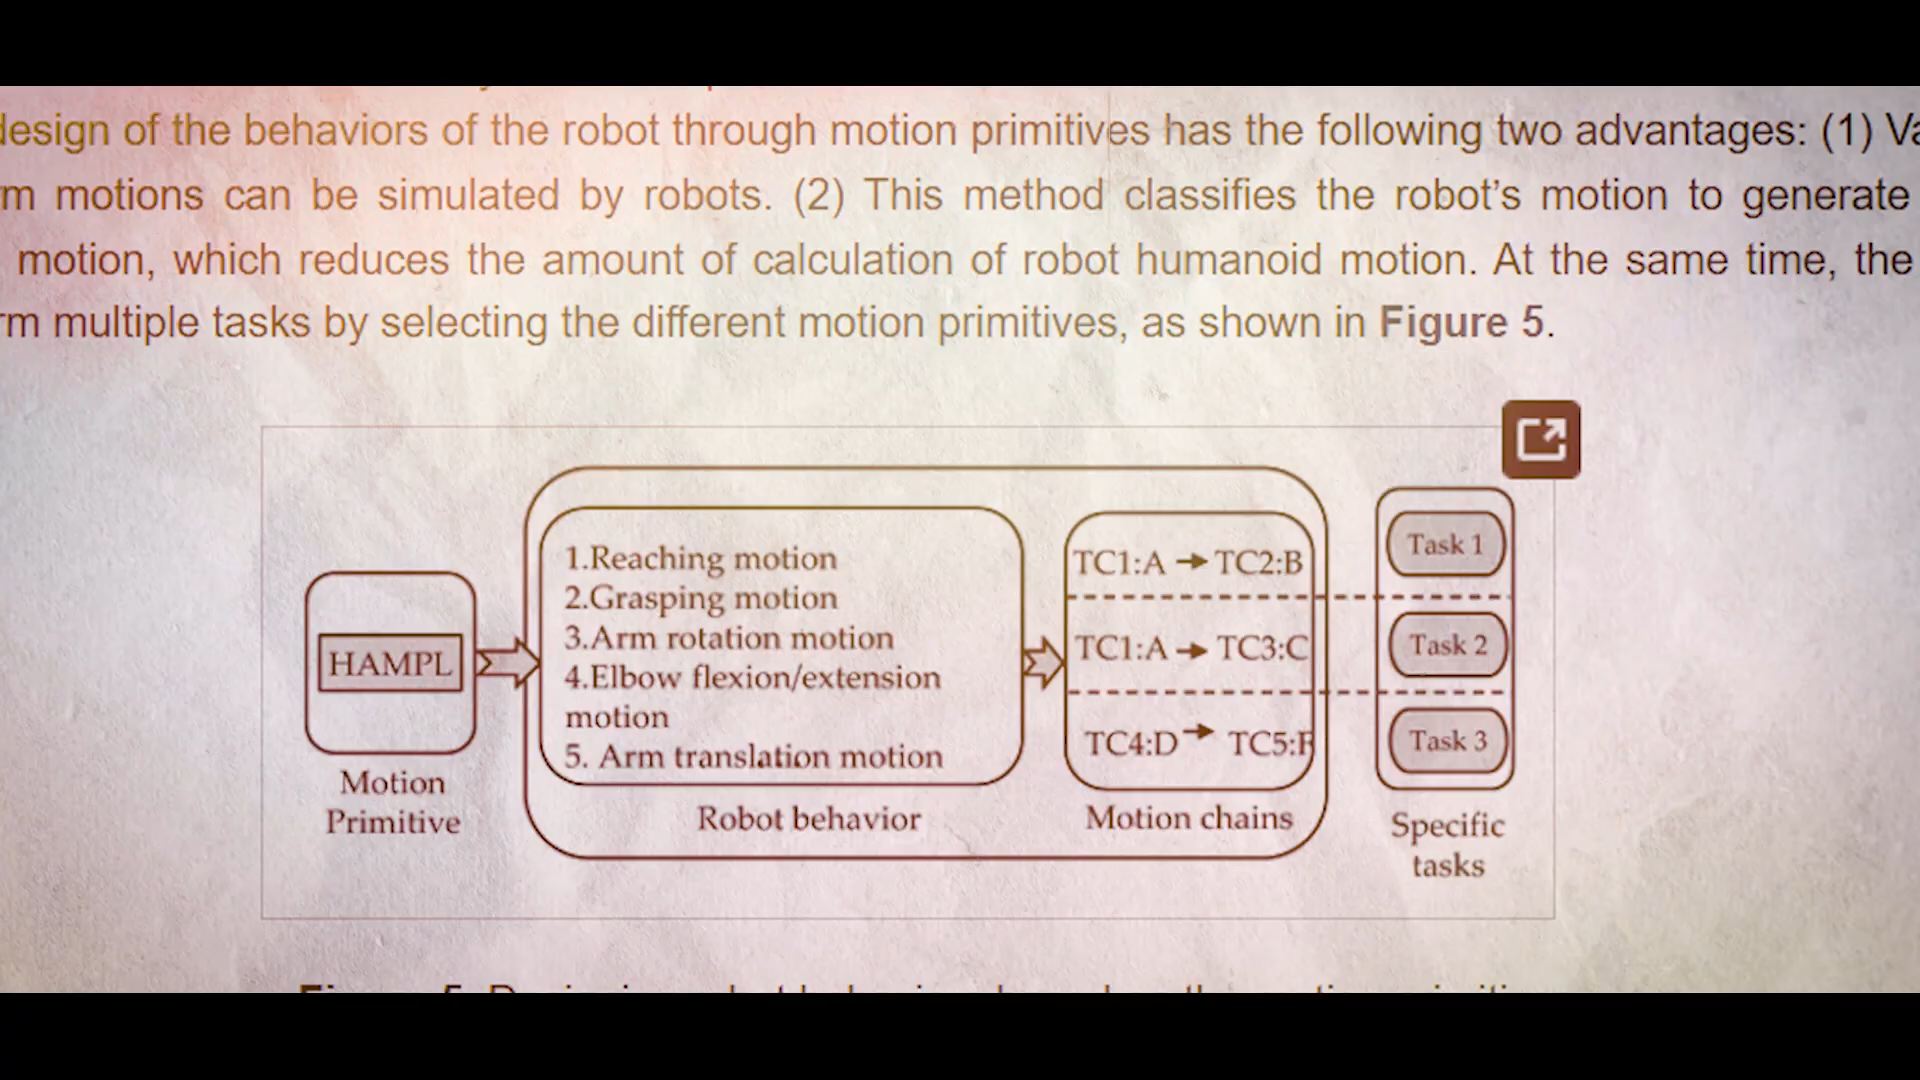 design of the behaviors of the robot through motion primitives has the following two advantages: (1)
motions can be simulated by robots. (2) This method classifies the robot’s motion to generate
motion, which reduces the amount of calculation of robot humanoid motion. At the same time, the
multiple tasks by selecting the different motion primitives, as shown in Figure 5.
HAMPL
Motion
Primitive
1.Reaching motion
2.Grasping motion
3.Arm rotation motion
4.Elbow flexion/extension
motion
5. Arm translation motion
Robot behavior
TC1:A → TC2:B
TC1:A → TC3:C
TC4:D → TC5:
Motion chains
Task 1
Task 2
Task 3
Specific
tasks